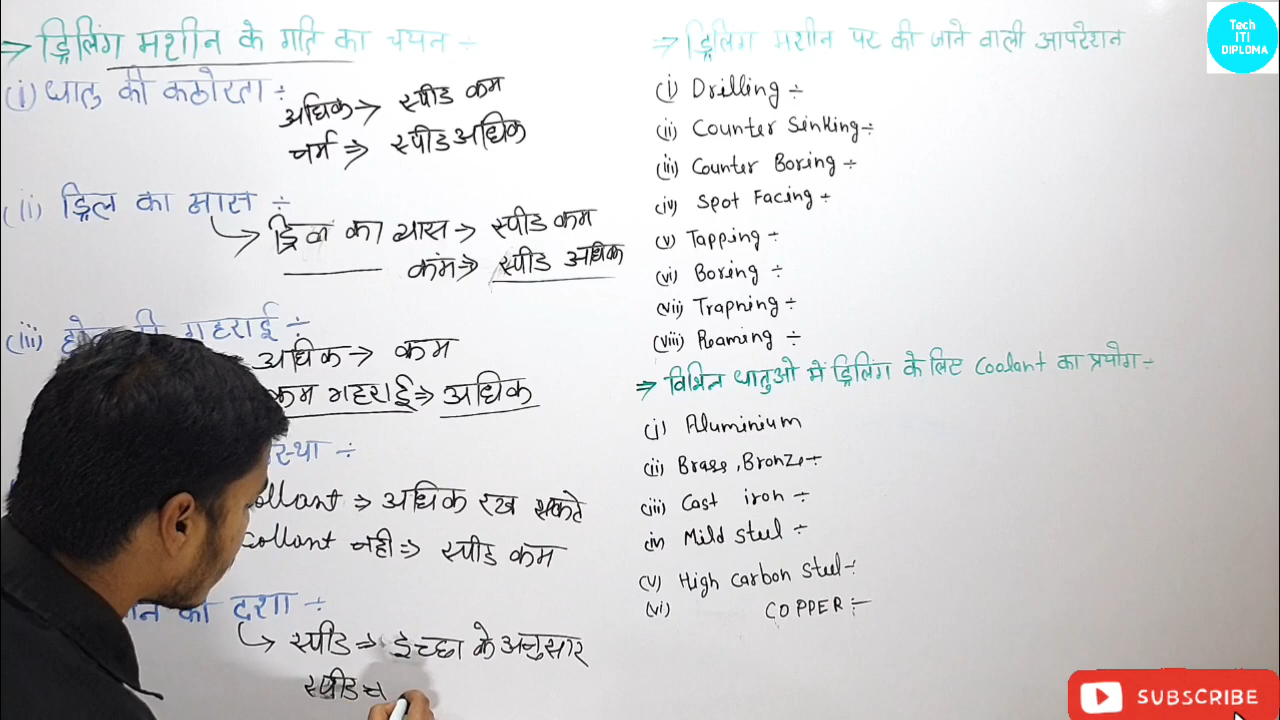 ⇒ ड्रिलिंग मशीन के गति का चयन ÷
(i) धातु की कठोरता ÷
अधिक → स्पीड कम
नर्म ⇒ स्पीड अधिक
(ii) ड्रिल का व्यास ÷
ड्रिल का व्यास → स्पीड कम
कम ⇒ स्पीड अधिक
(iii) गहराई ÷
अधिक → कम
कम गहराई ⇒ अधिक
÷
⇒ अधिक रख सकते
collant नही ⇒ स्पीड कम
का दशा ÷
↳ स्पीड ⇒ ईच्छा के अनुसार
स्पीड
⇒ ड्रिलिंग मशीन पर की जाने वाली आपरेशन
(i) Drilling ÷
(ii) Counter Sinking ÷
(iii) Counter Boring ÷
(iv) Spot Facing ÷
(v) Tapping ÷
(vi) Boring ÷
(vii) Trapning ÷
(viii) Reaming ÷
⇒ विभिन धातुओ में ड्रिलिंग के लिए Coolant का प्रयोग ÷
(i) Aluminium
(ii) Brass, Bronze ÷
(iii) Cast iron ÷
(iv) Mild steel ÷
(v) High Carbon Steel ÷
(vi) COPPER ÷
Tech
ITI
DIPLOMA
SUBSCRIBE